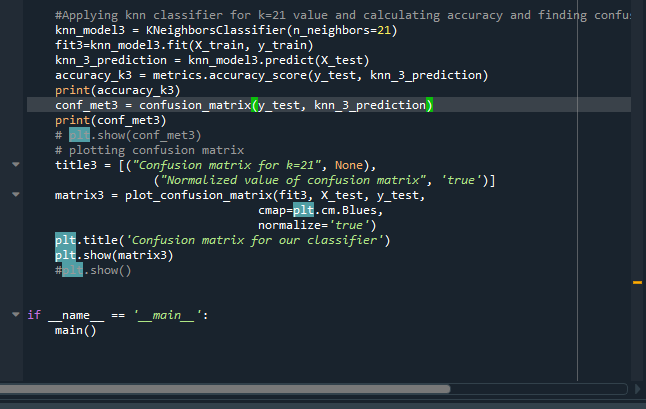 #Applying knn classifier for k=21 value and calculating accuracy and finding confus
knn_model3 = KNeighborsClassifier(n_neighbors=21)
fit3=knn_model3.fit(X_train, y_train)
knn_3_prediction = knn_model3.predict(X_test)
accuracy_k3 = metrics.accuracy_score(y_test, knn_3_prediction)
print(accuracy_k3)
conf_met3 = confusion_matrix(y_test, knn_3_prediction)
print(conf_met3)
# plt.show(conf_met3)
# plotting confusion matrix
title3 = [("Confusion matrix for k=21", None),
("Normalized value of confusion matrix", 'true')]
matrix3 = plot_confusion_matrix(fit3, X_test, y_test,
cmap=plt.cm.Blues,
normalize='true')
plt.title('Confusion matrix for our classifier')
plt.show(matrix3)
#plt.show()
if __name__ == '__main__':
main()